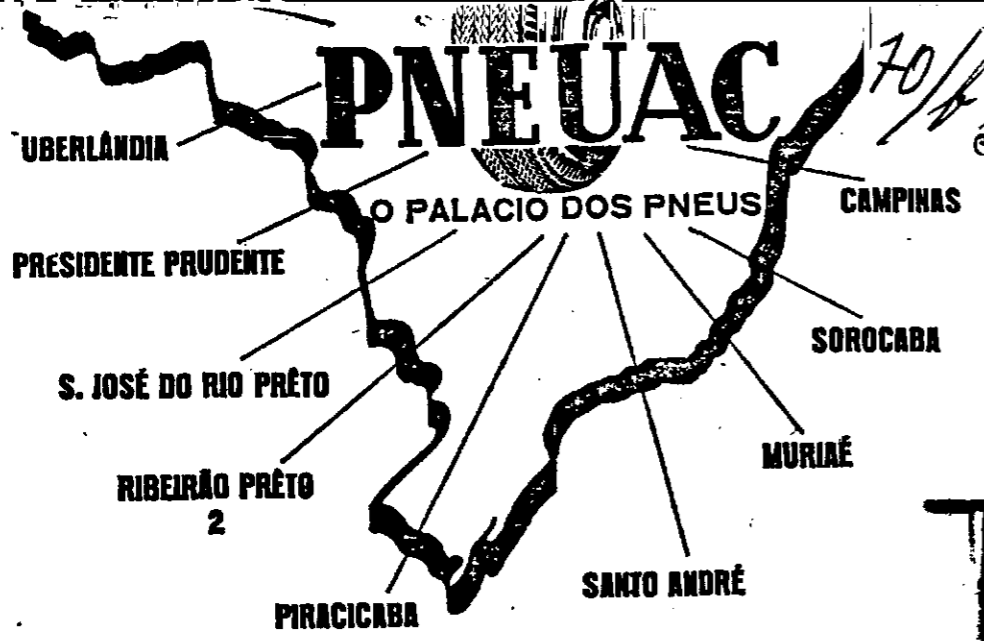 PNEUAC
70/
UBERLÂNDIA
O PALACIO DOS PNEUS
CAMPINAS
PRESIDENTE PRUDENTE
SOROCABA
S. JOSÉ DO RIO PRÊTO
MURIAÉ
RIBEIRÃO PRÊTO
2
SANTO ANDRÉ
PIRACICABA